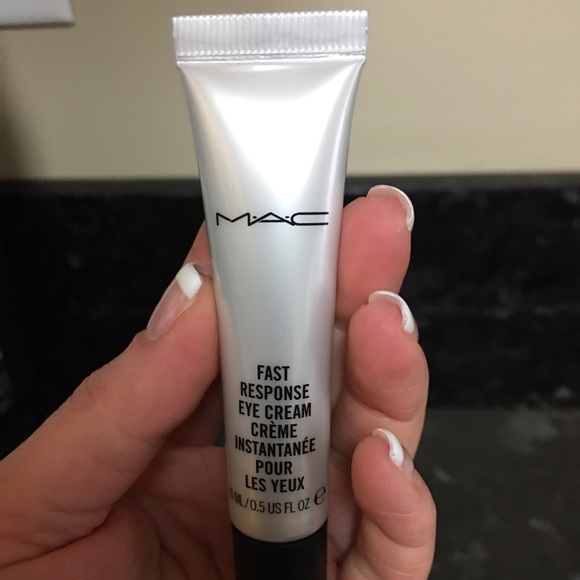 M·A·C
FAST
RESPONSE
EYE CREAM
CRÈME
INSTANTANÉE
POUR
LES YEUX
ML/0.5 US FL OZ ℮